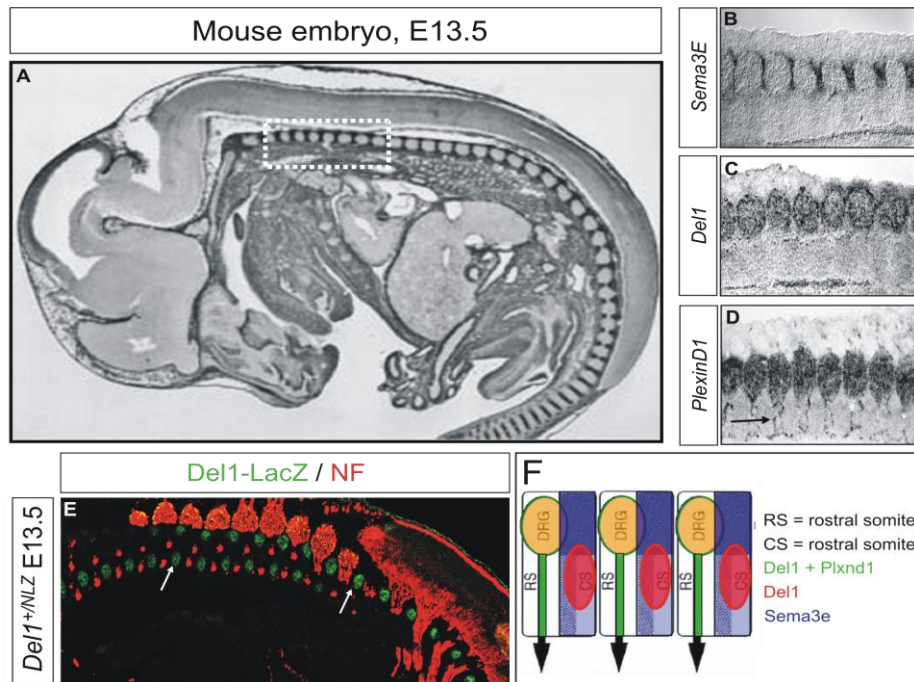 Mouse embryo, E13.5
A
B
Sema3E
C
Del1
D
PlexinD1
Del1-LacZ / NF
E
Del1+/NLZ E13.5
F
DRG
DRG
DRG
RS
CS
RS
CS
RS
CS
RS = rostral somite
CS = rostral somite
Del1 + Plxnd1
Del1
Sema3e